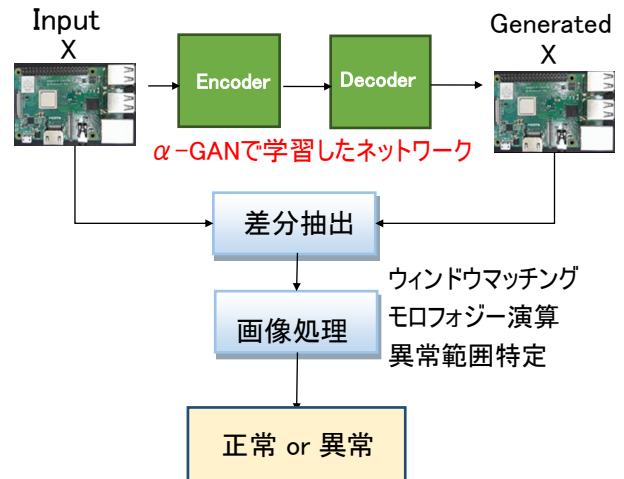 Input
X
Generated
X
Encoder
Decoder
α-GANで学習したネットワーク
差分抽出
ウィンドウマッチング
モロフォジー演算
異常範囲特定
画像処理
正常 or 異常